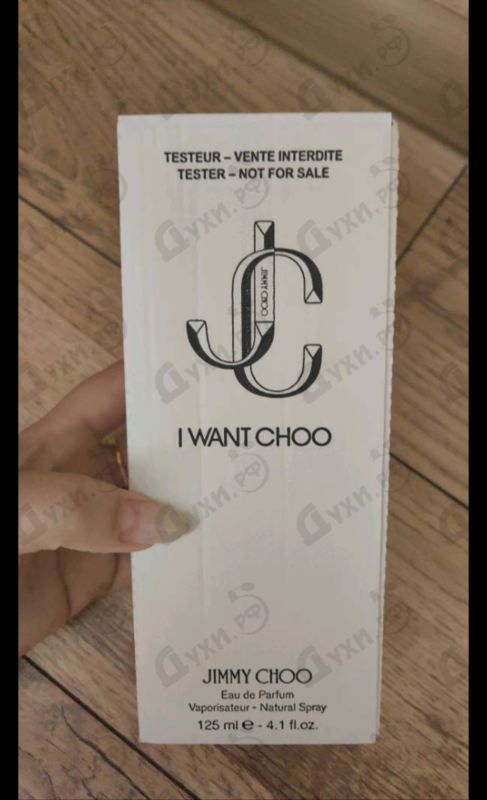 TESTEUR – VENTE INTERDITE
TESTER – NOT FOR SALE
JIMMY CHOO
I WANT CHOO
JIMMY CHOO
Eau de Parfum
Vaporisateur - Natural Spray
125 ml e - 4.1 fl.oz.
Духи.рф